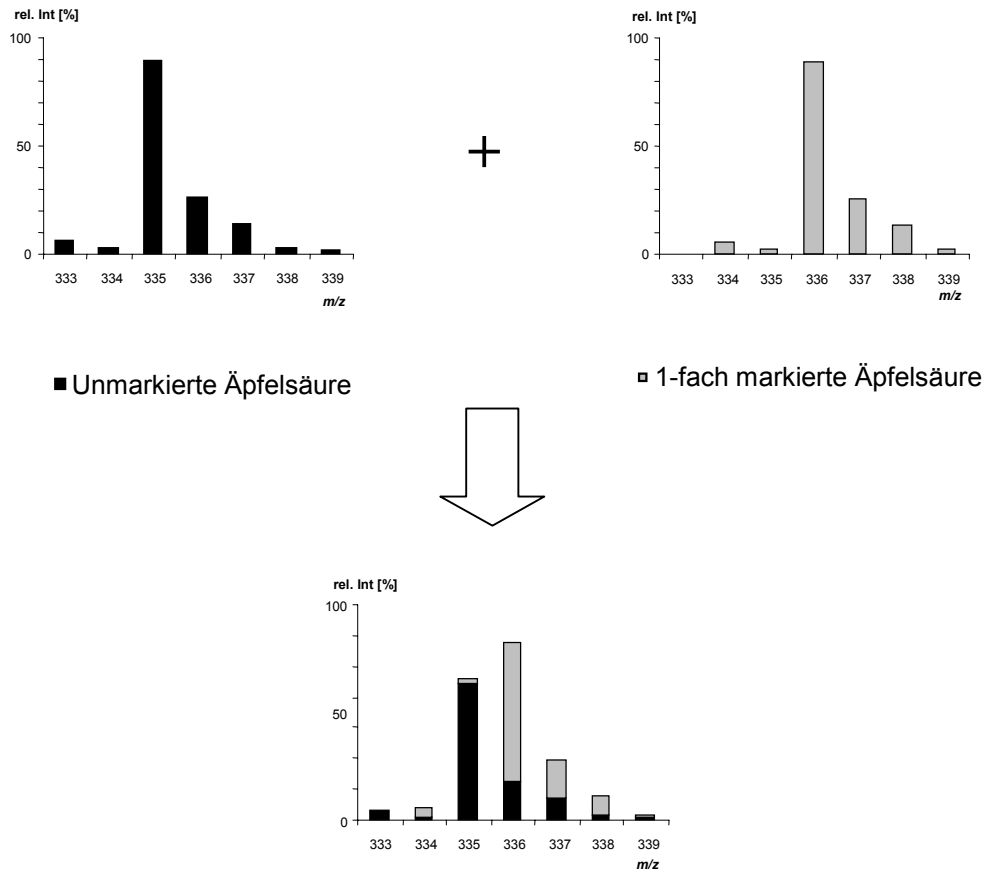 rel. Int [%]
100
50
0
333 334 335 336 337 338 339
m/z
+
rel. Int [%]
100
50
0
333 334 335 336 337 338 339
m/z
Unmarkierte Äpfelsäure
1-fach markierte Äpfelsäure
rel. Int [%]
100
50
0
333 334 335 336 337 338 339
m/z